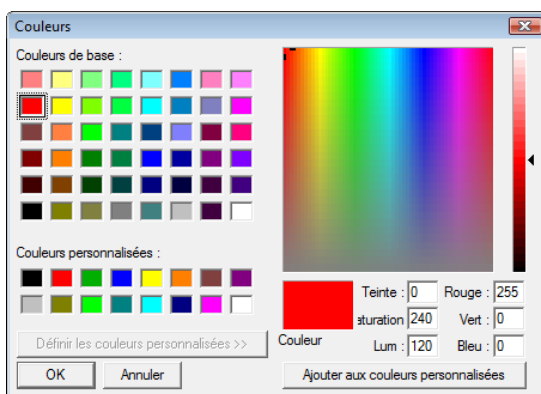 Couleurs
Couleurs de base :
Couleurs personnalisées :
Définir les couleurs personnalisées >>
OK
Annuler
Couleur
Teinte : 0
Rouge : 255
aturation 240
Vert : 0
Lum : 120
Bleu : 0
Ajouter aux couleurs personnalisées